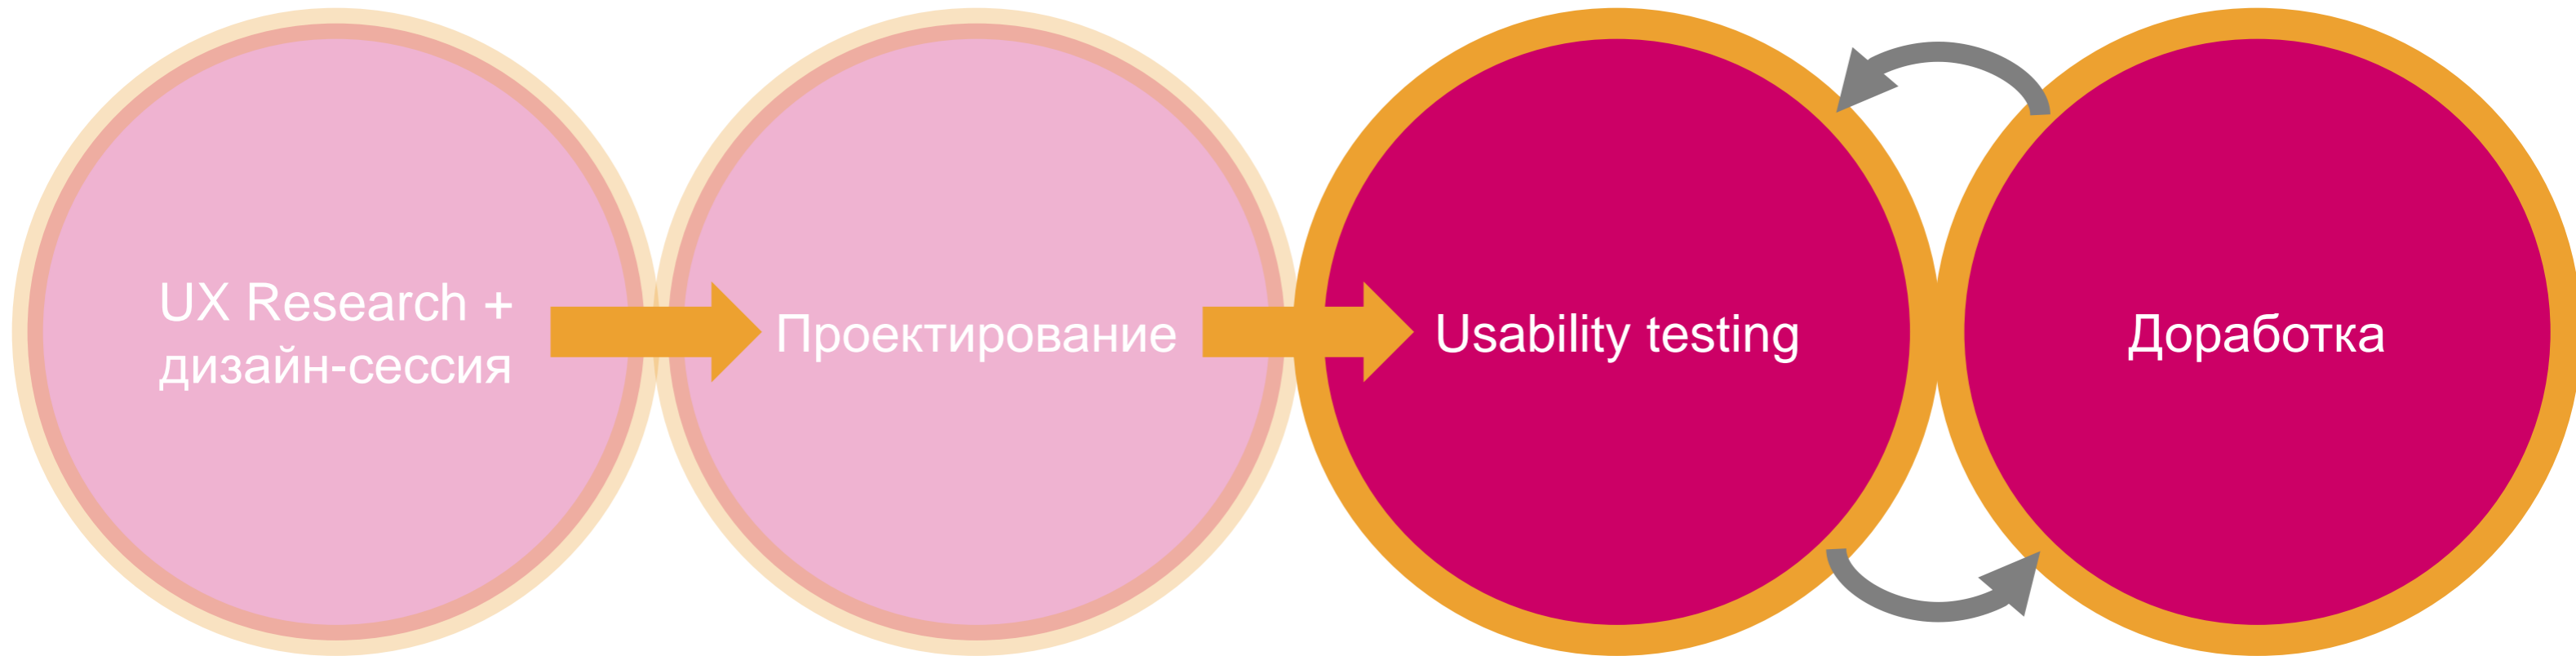 UX Research +
дизайн-сессия
Проектирование
Usability testing
Доработка